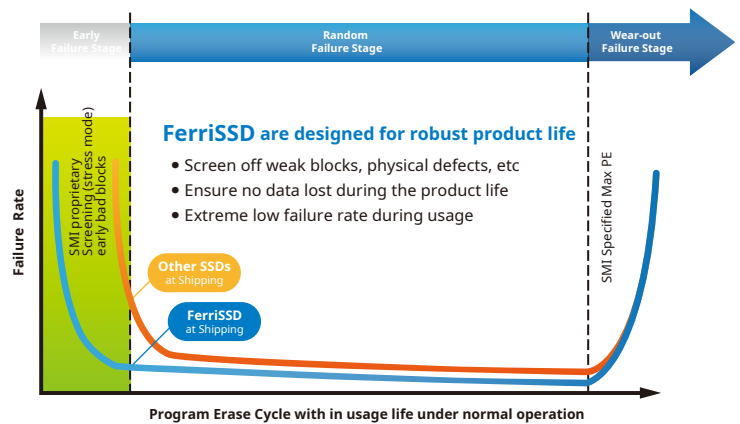 Early
Failure Stage
Random
Failure Stage
Wear-out
Failure Stage
Failure Rate
SMI proprietary
Screening (stress mode)
early bad blocks
FerriSSD are designed for robust product life
• Screen off weak blocks, physical defects, etc
• Ensure no data lost during the product life
• Extreme low failure rate during usage
SMI Specified Max PE
Other SSDs
at Shipping
FerriSSD
at Shipping
Program Erase Cycle with in usage life under normal operation